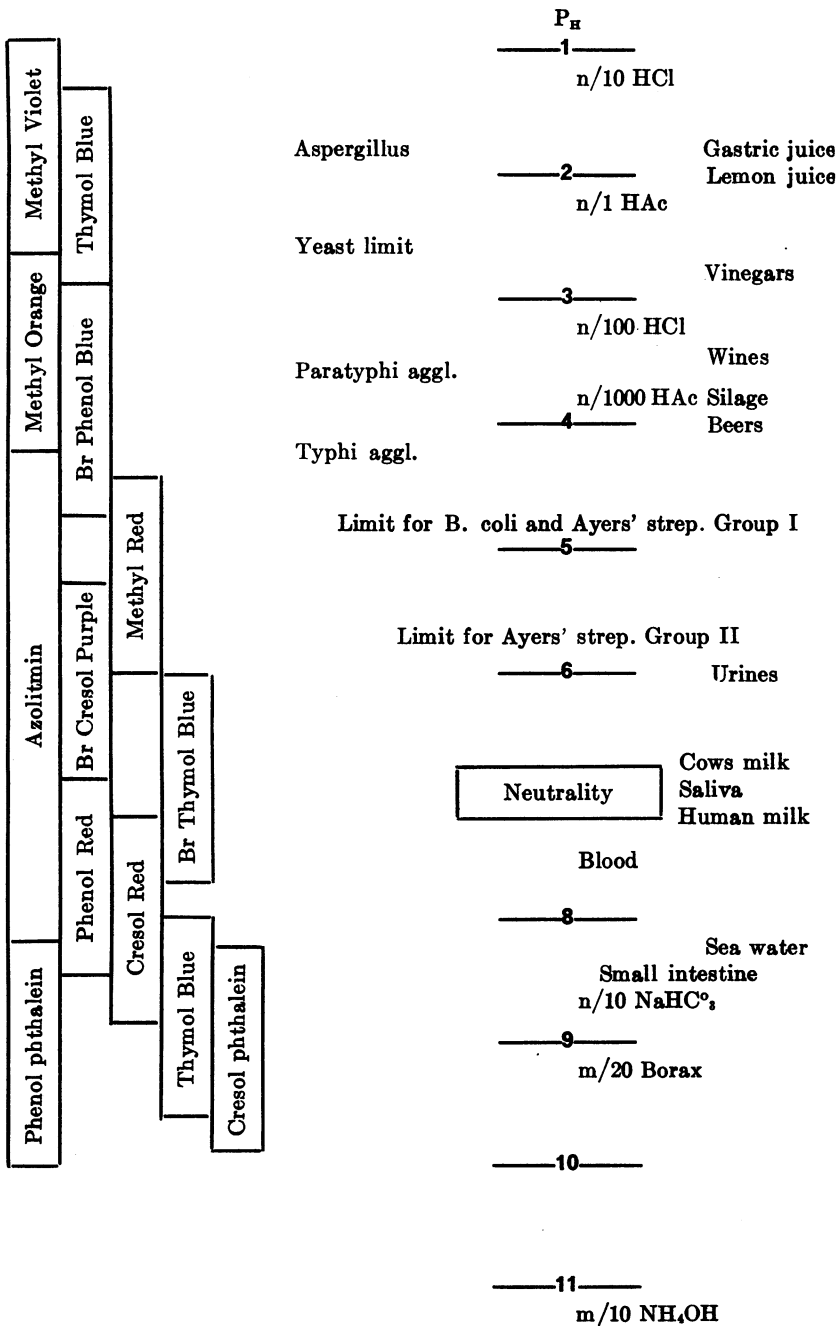 P_H
1
n/10 HCl
Aspergillus
Gastric juice
2
Lemon juice
n/1 HAc
Yeast limit
Vinegars
3
n/100 HCl
Wines
Paratyphi aggl.
n/1000 HAc Silage
4
Beers
Typhi aggl.
Limit for B. coli and Ayers' strep. Group I
5
Limit for Ayers' strep. Group II
6
Urines
Cows milk
Neutrality
Saliva
Human milk
Blood
8
Sea water
Small intestine
n/10 NaHC°₃
9
m/20 Borax
10
11
m/10 NH₄OH
Methyl Violet
Methyl Orange
Azolitmin
Phenol phthalein
Thymol Blue
Br Phenol Blue
Br Cresol Purple
Phenol Red
Methyl Red
Cresol Red
Br Thymol Blue
Thymol Blue
Cresol phthalein